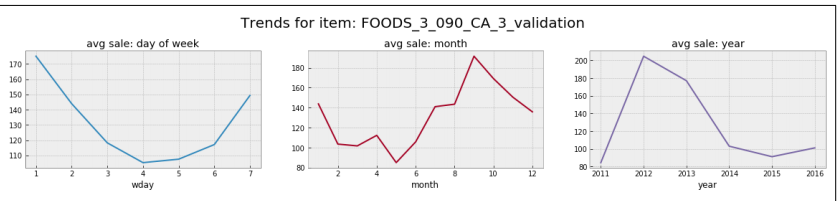 Trends for item: FOODS_3_090_CA_3_validation
avg sale: day of week
170
160
150
140
130
120
110
1 2 3 4 5 6 7
wday
avg sale: month
180
160
140
120
100
80
2 4 6 8 10 12
month
avg sale: year
200
180
160
140
120
100
80
2011 2012 2013 2014 2015 2016
year